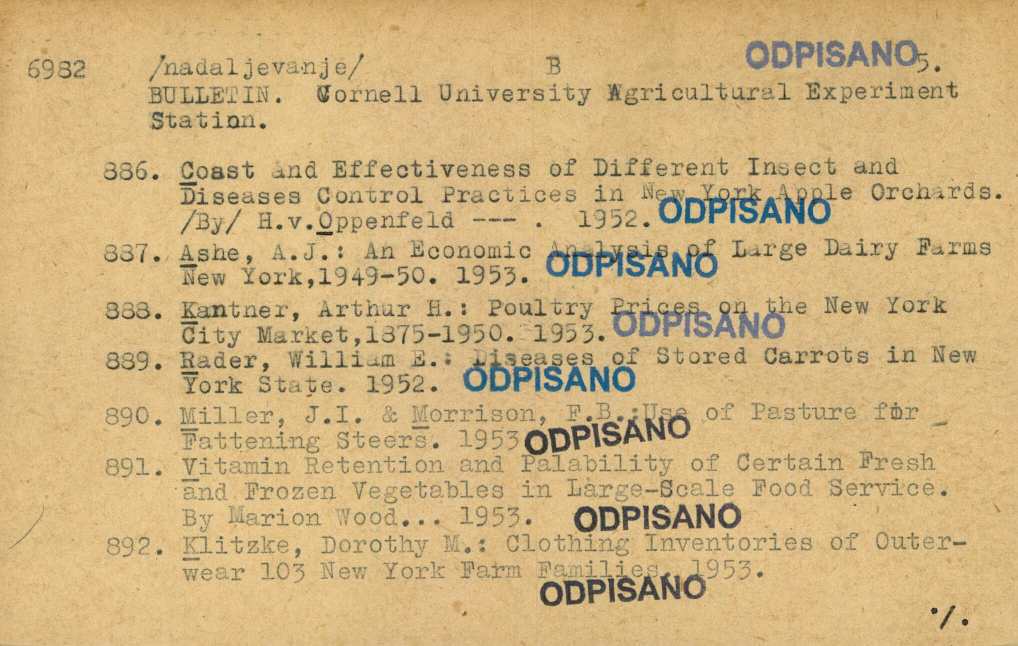 6982 /nadaljevanje/ B ODPISANO 5.
BULLETIN. Cornell University Agricultural Experiment
Station.
886. Coast and Effectiveness of Different Insect and
Diseases Control Practices in New York Apple Orchards.
/By/ H.v.Oppenfeld --- . 1952. ODPISANO
887. Ashe, A.J.: An Economic Analysis of Large Dairy Farms
New York,1949-50. 1953. ODPISANO
888. Kantner, Arthur H.: Poultry Prices on the New York
City Market,1875-1950. 1953. ODPISANO
889. Rader, William E.: Diseases of Stored Carrots in New
York State. 1952. ODPISANO
890. Miller, J.I. & Morrison, F.B.:Use of Pasture for
Fattening Steers. 1953 ODPISANO
891. Vitamin Retention and Palability of Certain Fresh
and Frozen Vegetables in Large-Scale Food Service.
By Marion Wood... 1953. ODPISANO
892. Klitzke, Dorothy M.: Clothing Inventories of Outer-
wear 103 New York Farm Families. 1953.
ODPISANO
·/.